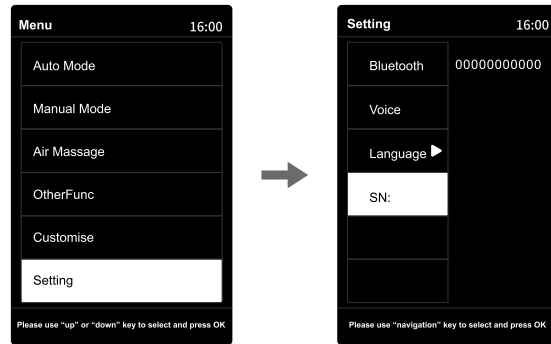 Menu 16:00
Auto Mode
Manual Mode
Air Massage
OtherFunc
Customise
Setting
Please use “up” or “down” key to select and press OK
Setting 16:00
Bluetooth 00000000000
Voice
Language
SN:
Please use “navigation” key to select and press OK